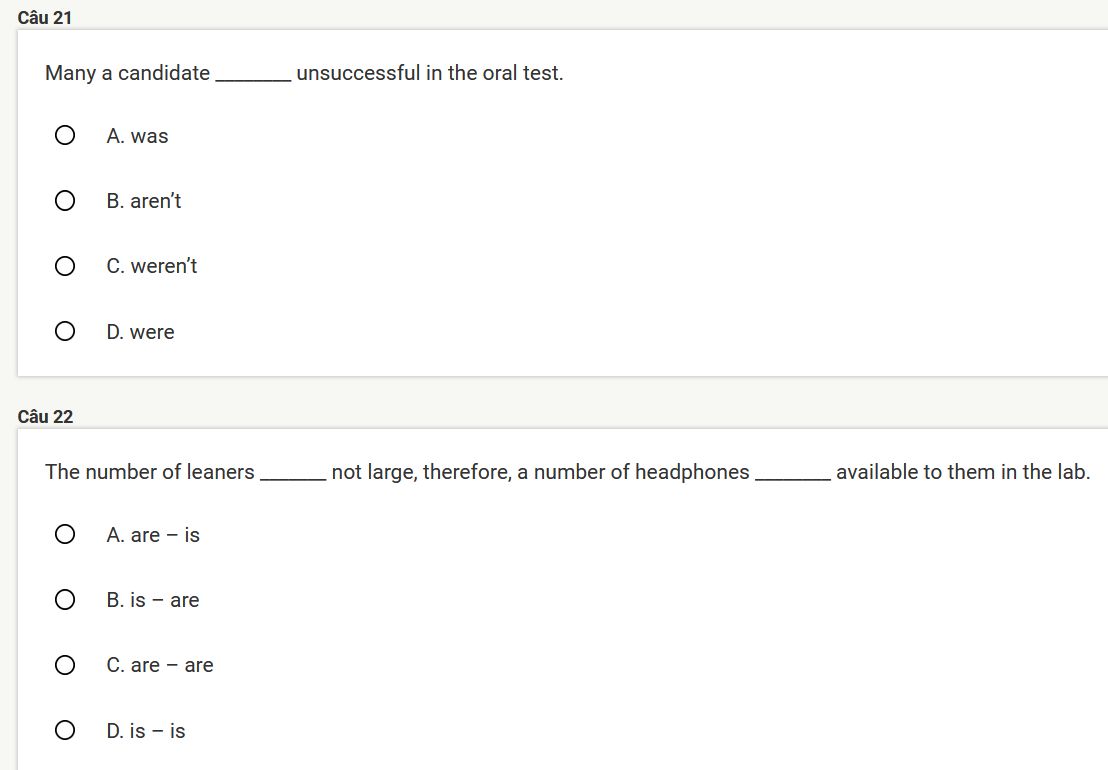 Câu 21
Many a candidate ________ unsuccessful in the oral test.
A. was
B. aren’t
C. weren’t
D. were
Câu 22
The number of leaners _______ not large, therefore, a number of headphones ________ available to them in the lab.
A. are – is
B. is – are
C. are – are
D. is – is